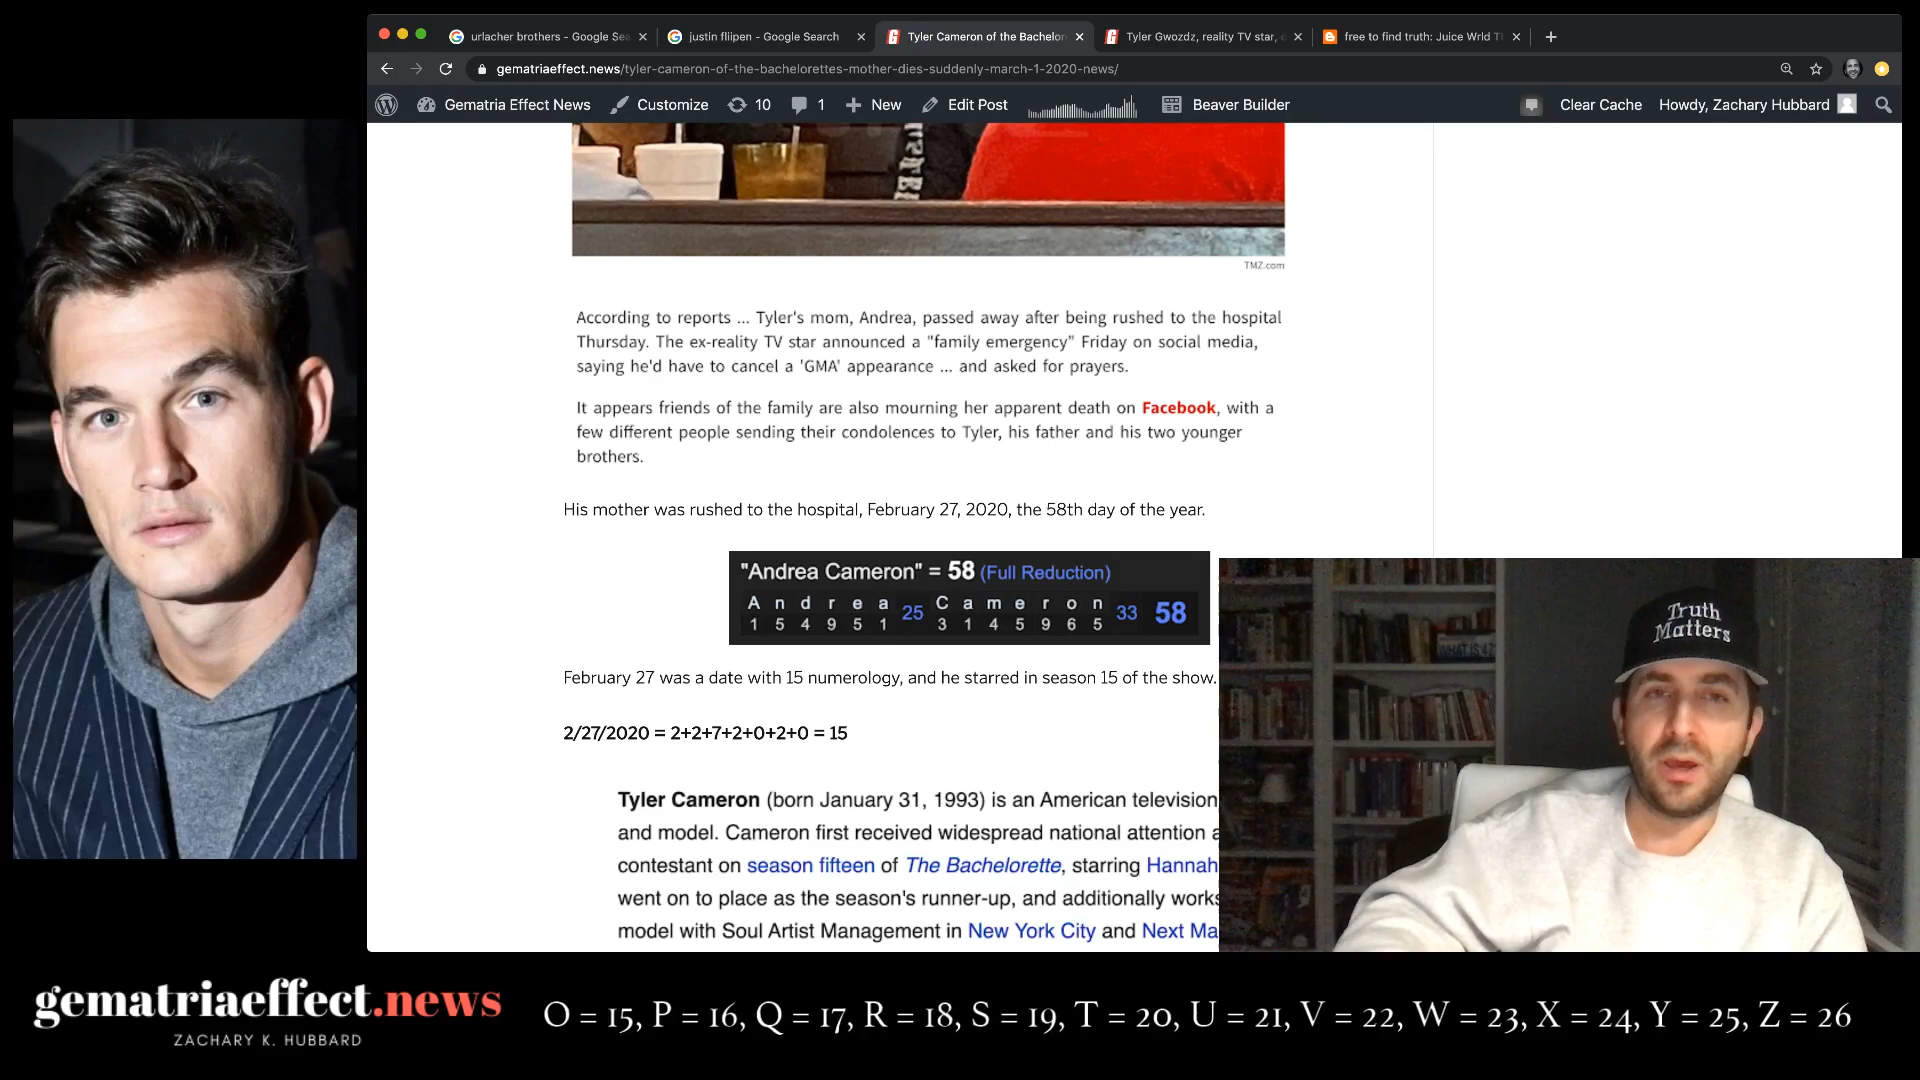 urlacher brothers - Google Sea
justin fliipen - Google Search
Tyler Cameron of the Bachelor
Tyler Gwozdz, reality TV star,
free to find truth: Juice Wrld T
gematriaeffect.news/tyler-cameron-of-the-bachelorettes-mother-dies-suddenly-march-1-2020-news/
Gematria Effect News
Customize
10
1
New
Edit Post
Beaver Builder
Clear Cache
Howdy, Zachary Hubbard
TMZ.com
According to reports ... Tyler's mom, Andrea, passed away after being rushed to the hospital
Thursday. The ex-reality TV star announced a "family emergency" Friday on social media,
saying he'd have to cancel a 'GMA' appearance ... and asked for prayers.
It appears friends of the family are also mourning her apparent death on Facebook, with a
few different people sending their condolences to Tyler, his father and his two younger
brothers.
His mother was rushed to the hospital, February 27, 2020, the 58th day of the year.
"Andrea Cameron" = 58 (Full Reduction)
A n d r e a 25 C a m e r o n 33 58
1 5 4 9 5 1 3 1 4 5 9 6 5
February 27 was a date with 15 numerology, and he starred in season 15 of the show.
2/27/2020 = 2+2+7+2+0+2+0 = 15
Tyler Cameron (born January 31, 1993) is an American television
and model. Cameron first received widespread national attention a
contestant on season fifteen of The Bachelorette, starring Hannah
went on to place as the season's runner-up, and additionally works
model with Soul Artist Management in New York City and Next Ma
Truth
Matters
gematriaeffect.news
ZACHARY K. HUBBARD
O = 15, P = 16, Q = 17, R = 18, S = 19, T = 20, U = 21, V = 22, W = 23, X = 24, Y = 25, Z = 26